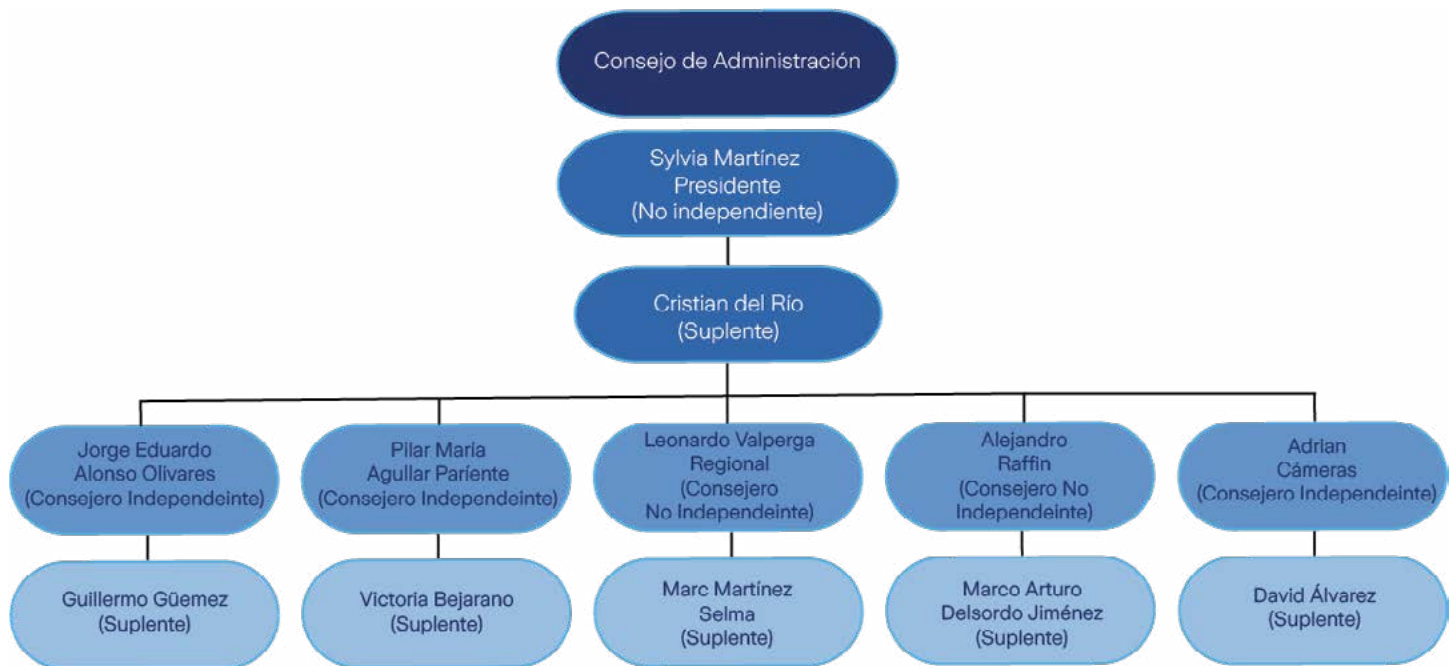 Consejo de Administración
Sylvia Martínez
Presidente
(No independiente)
Cristian del Río
(Suplente)
Jorge Eduardo
Alonso Olivares
(Consejero Independeinte)
Pilar María
Aguilar Paríente
(Consejero Independeinte)
Leonardo Valperga
Regional
(Consejero
No Independeinte)
Alejandro
Raffin
(Consejero No
Independeinte)
Adrian
Cámeras
(Consejero Independeinte)
Guillermo Güemez
(Suplente)
Victoria Bejarano
(Suplente)
Marc Martínez
Selma
(Suplente)
Marco Arturo
Delsordo Jiménez
(Suplente)
David Álvarez
(Suplente)